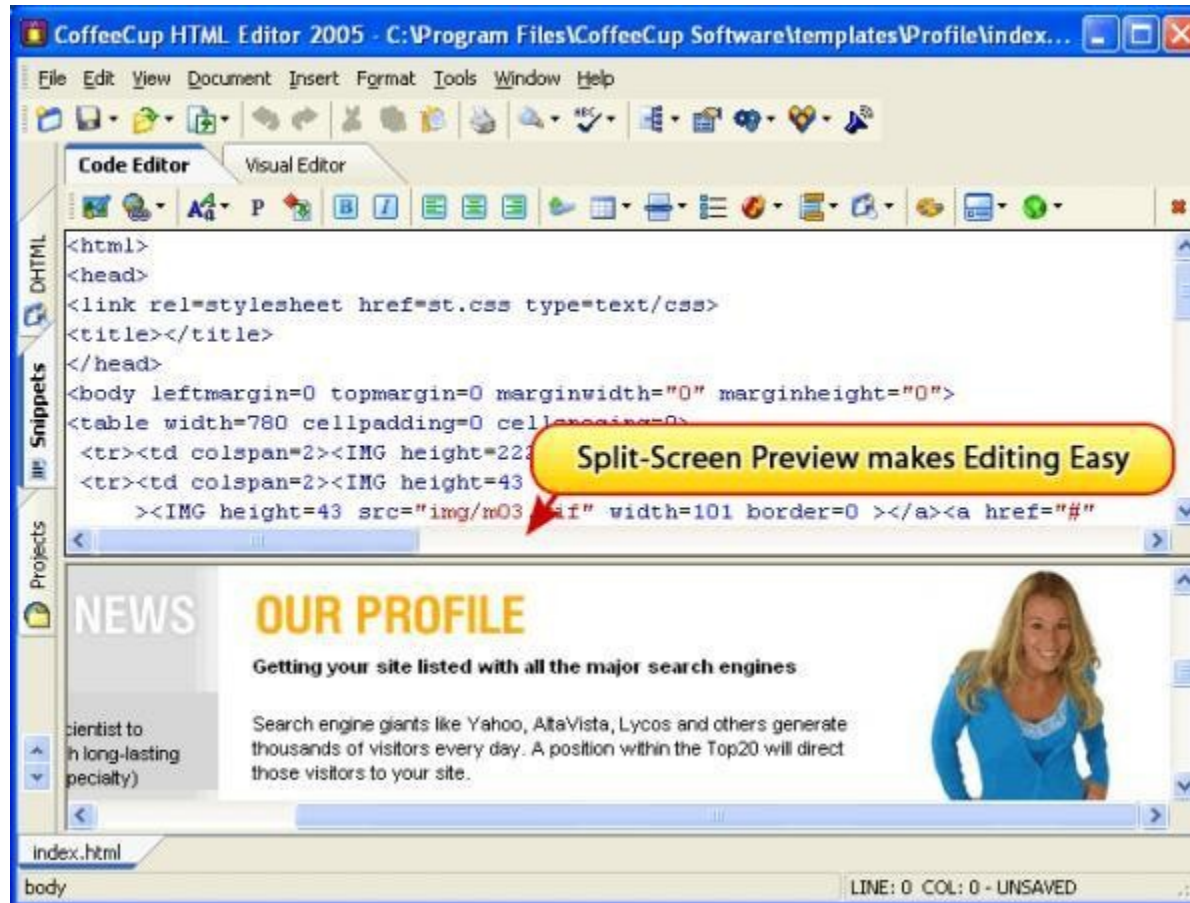 CoffeeCup HTML Editor 2005 - C:\Program Files\CoffeeCup Software\templates\Profile\index...
File Edit View Document Insert Format Tools Window Help
ABC
Code Editor Visual Editor
Aa P B I
DHTML
Snippets
Projects
<html>
<head>
<link rel=stylesheet href=st.css type=text/css>
<title></title>
</head>
<body leftmargin=0 topmargin=0 marginwidth="0" marginheight="0">
<table width=780 cellpadding=0
<tr><td colspan=2><IMG height=222
<tr><td colspan=2><IMG height=43
><IMG height=43 src="img/m03 if" width=101 border=0 ></a><a href="#"
Split-Screen Preview makes Editing Easy
NEWS
cientist to
h long-lasting
pecialty)
OUR PROFILE
Getting your site listed with all the major search engines
Search engine giants like Yahoo, AltaVista, Lycos and others generate
thousands of visitors every day. A position within the Top20 will direct
those visitors to your site.
index.html
body LINE: 0 COL: 0 - UNSAVED